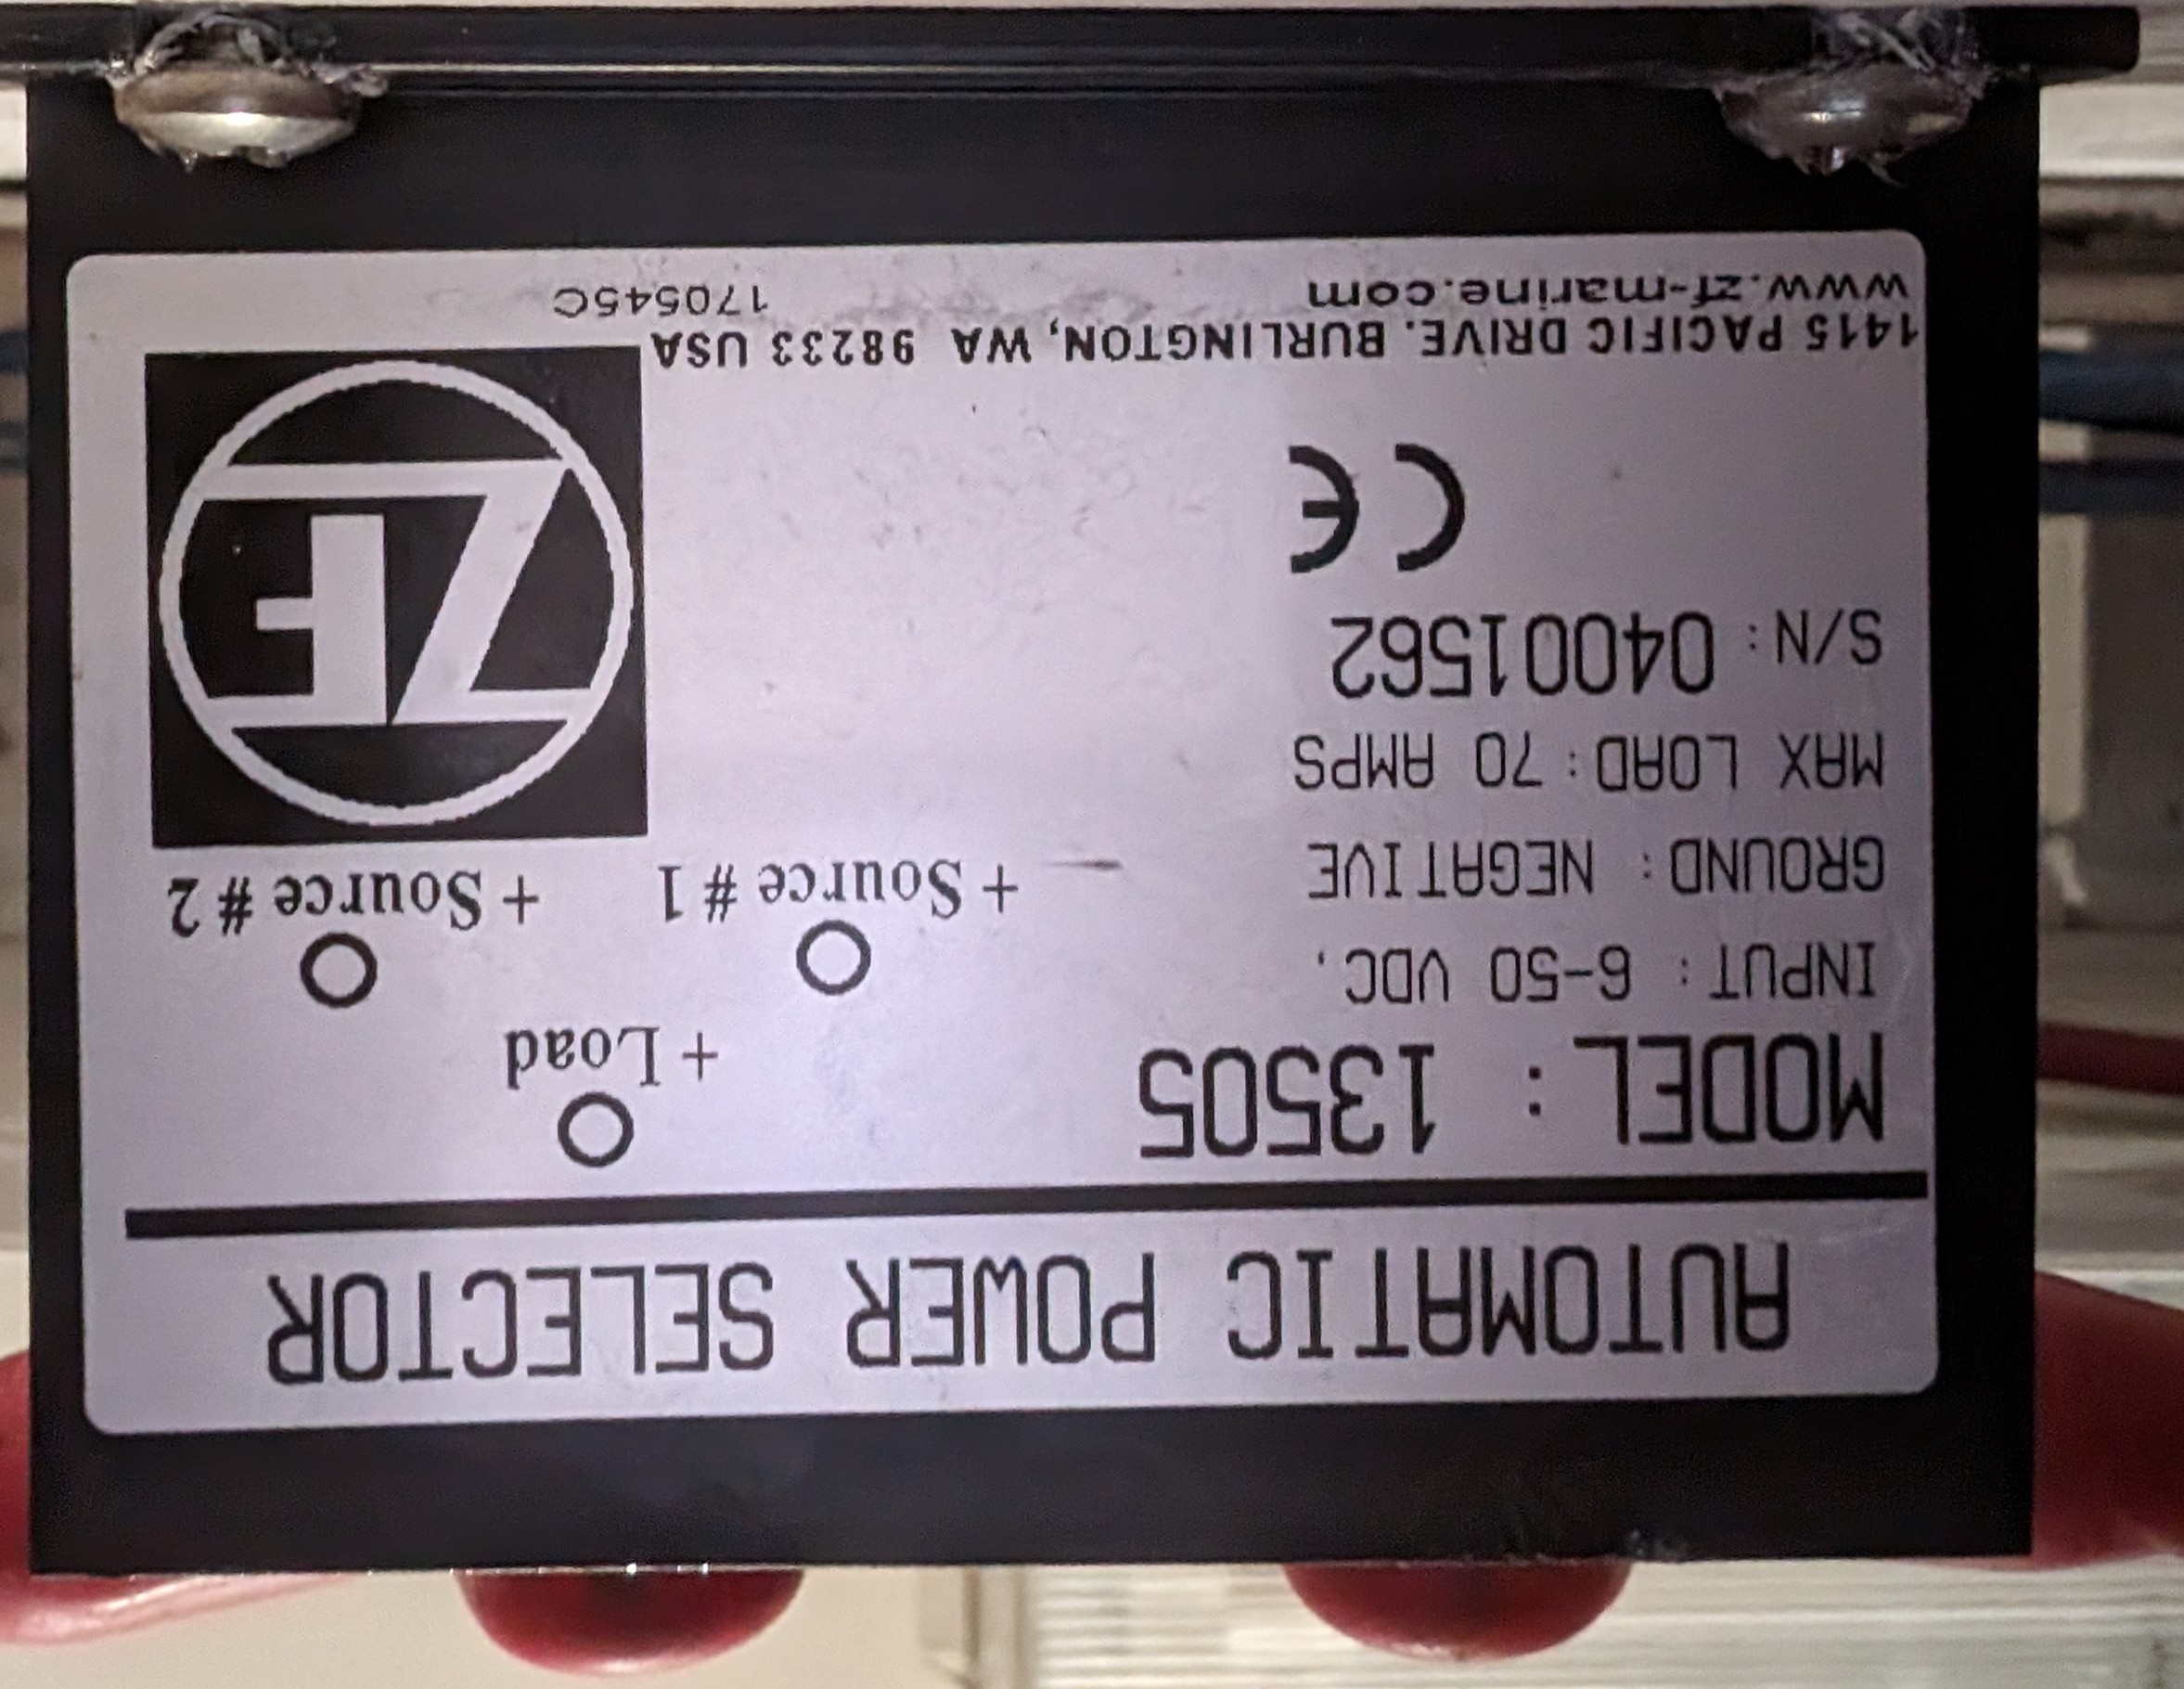 AUTOMATIC POWER SELECTOR
MODEL: 13505
INPUT: 6-50 VDC.
GROUND: NEGATIVE
MAX LOAD: 70 AMPS
S/N: 04001562
CE
+ Load
+ Source # 1
+ Source # 2
ZF
1415 PACIFIC DRIVE. BURLINGTON, WA 98233 USA
www.zf-marine.com
170545C